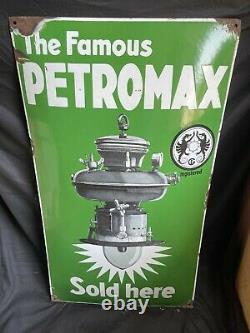 The Famous
PETROMAX
registered
Sold here